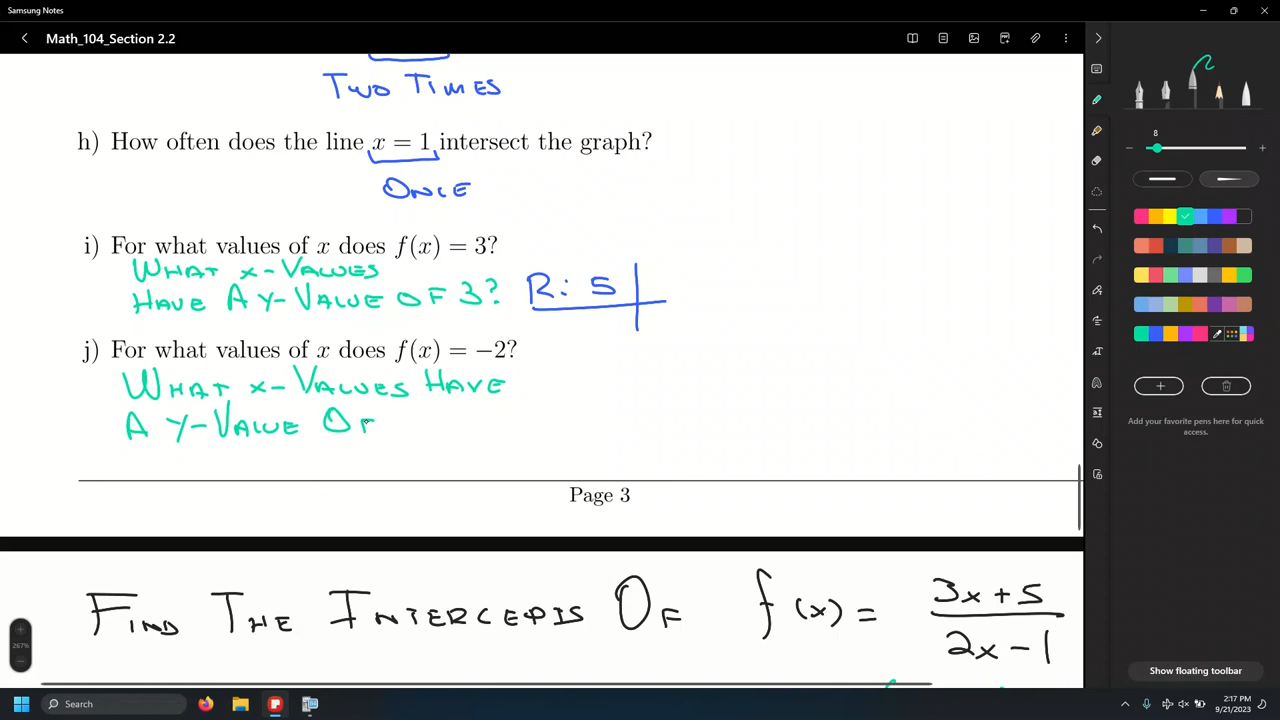 Samsung Notes
Math_104_Section 2.2
TWO TIMES
h) How often does the line x = 1 intersect the graph?
ONCE
i) For what values of x does f(x) = 3?
WHAT x-VALUES
HAVE A Y-VALUE OF 3? R: 5
j) For what values of x does f(x) = −2?
WHAT x-VALUES HAVE
A Y-VALUE OF
Page 3
FIND THE INTERCEPTS OF f(x) = 3x+5
2x-1
8
Add your favorite pens here for quick
access.
Show floating toolbar
267%
Search
2:17 PM
9/21/2023